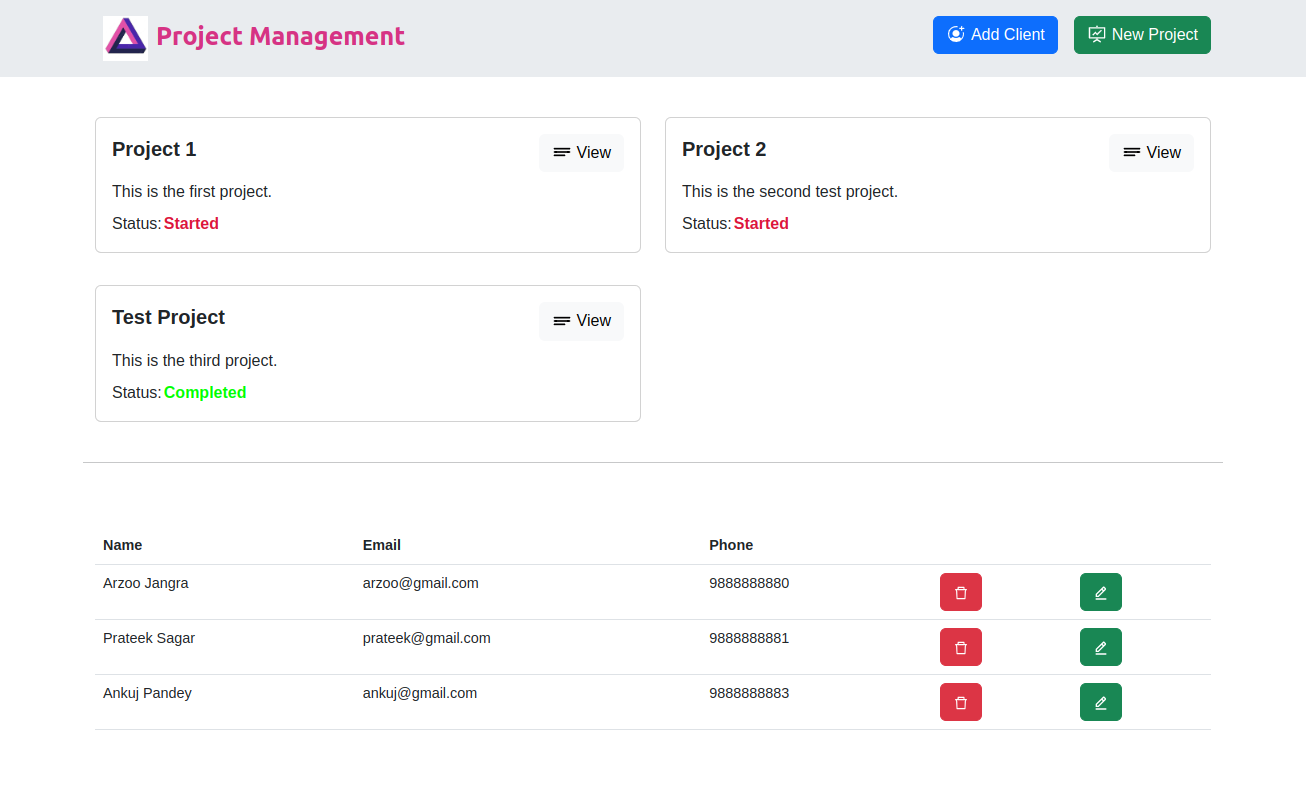 Project Management
Add Client
New Project
Project 1
View
This is the first project.
Status: Started
Project 2
View
This is the second test project.
Status: Started
Test Project
View
This is the third project.
Status: Completed
Name Email Phone
Arzoo Jangra arzoo@gmail.com 9888888880
Prateek Sagar prateek@gmail.com 9888888881
Ankuj Pandey ankuj@gmail.com 9888888883